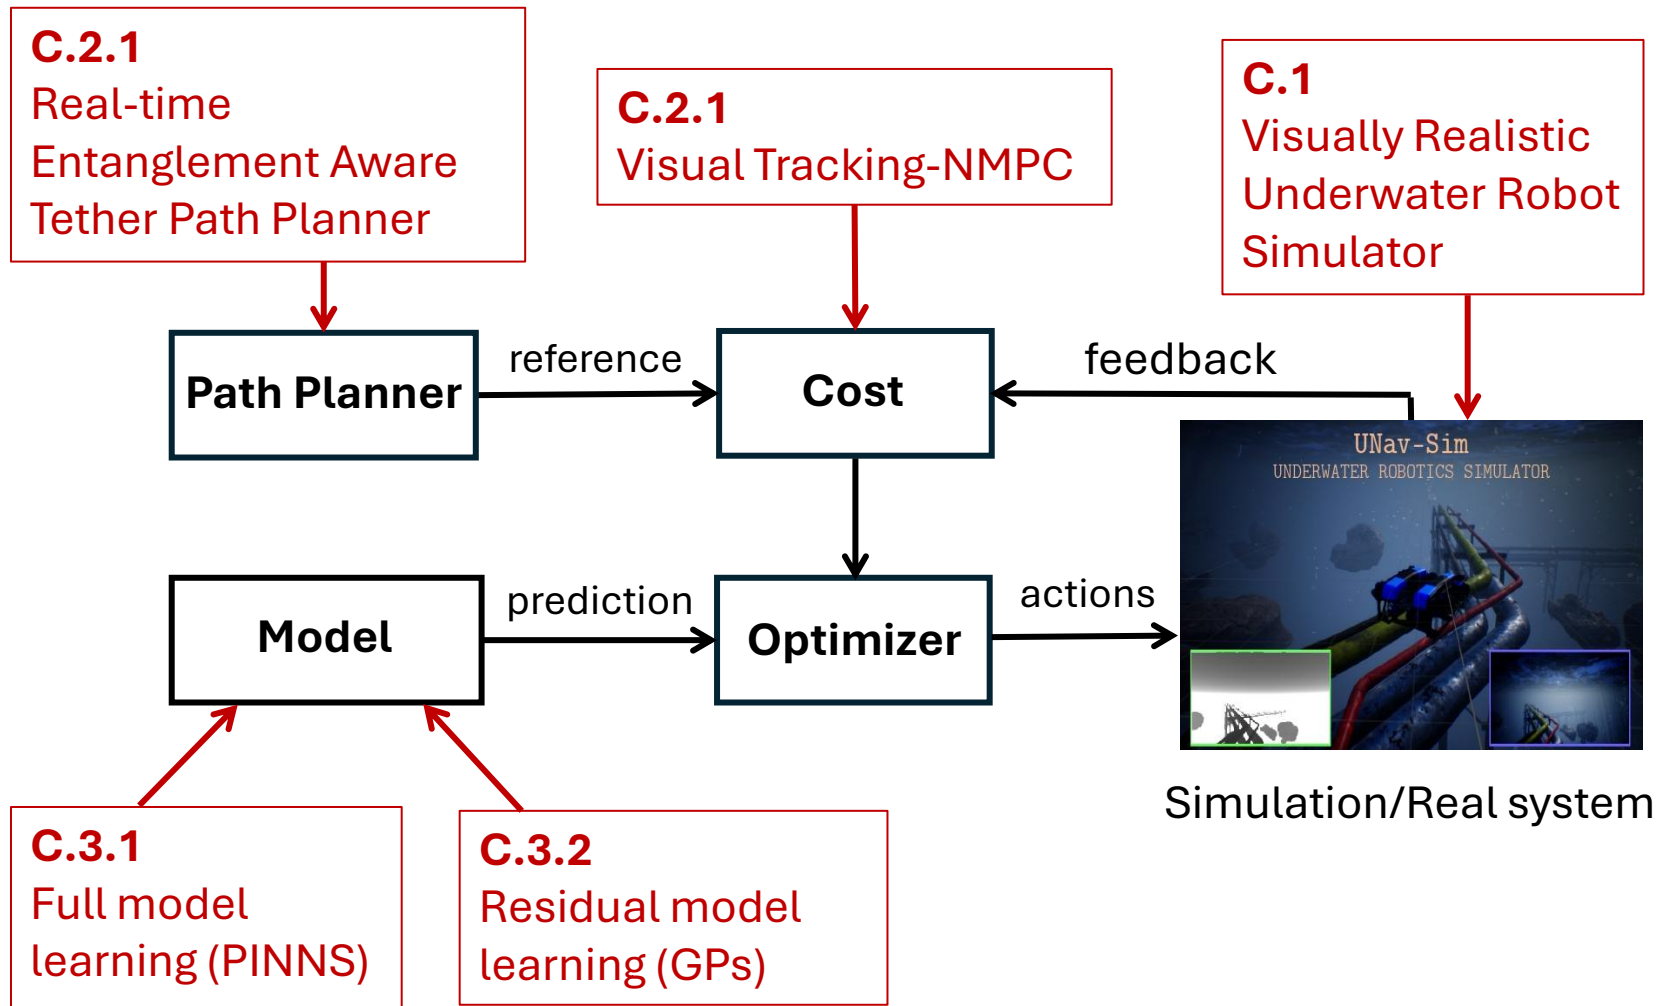 C.2.1
Real-time
Entanglement Aware
Tether Path Planner
C.2.1
Visual Tracking-NMPC
C.1
Visually Realistic
Underwater Robot
Simulator
Path Planner
reference
Cost
feedback
UNav-Sim
UNDERWATER ROBOTICS SIMULATOR
Model
prediction
Optimizer
actions
Simulation/Real system
C.3.1
Full model
learning (PINNS)
C.3.2
Residual model
learning (GPs)